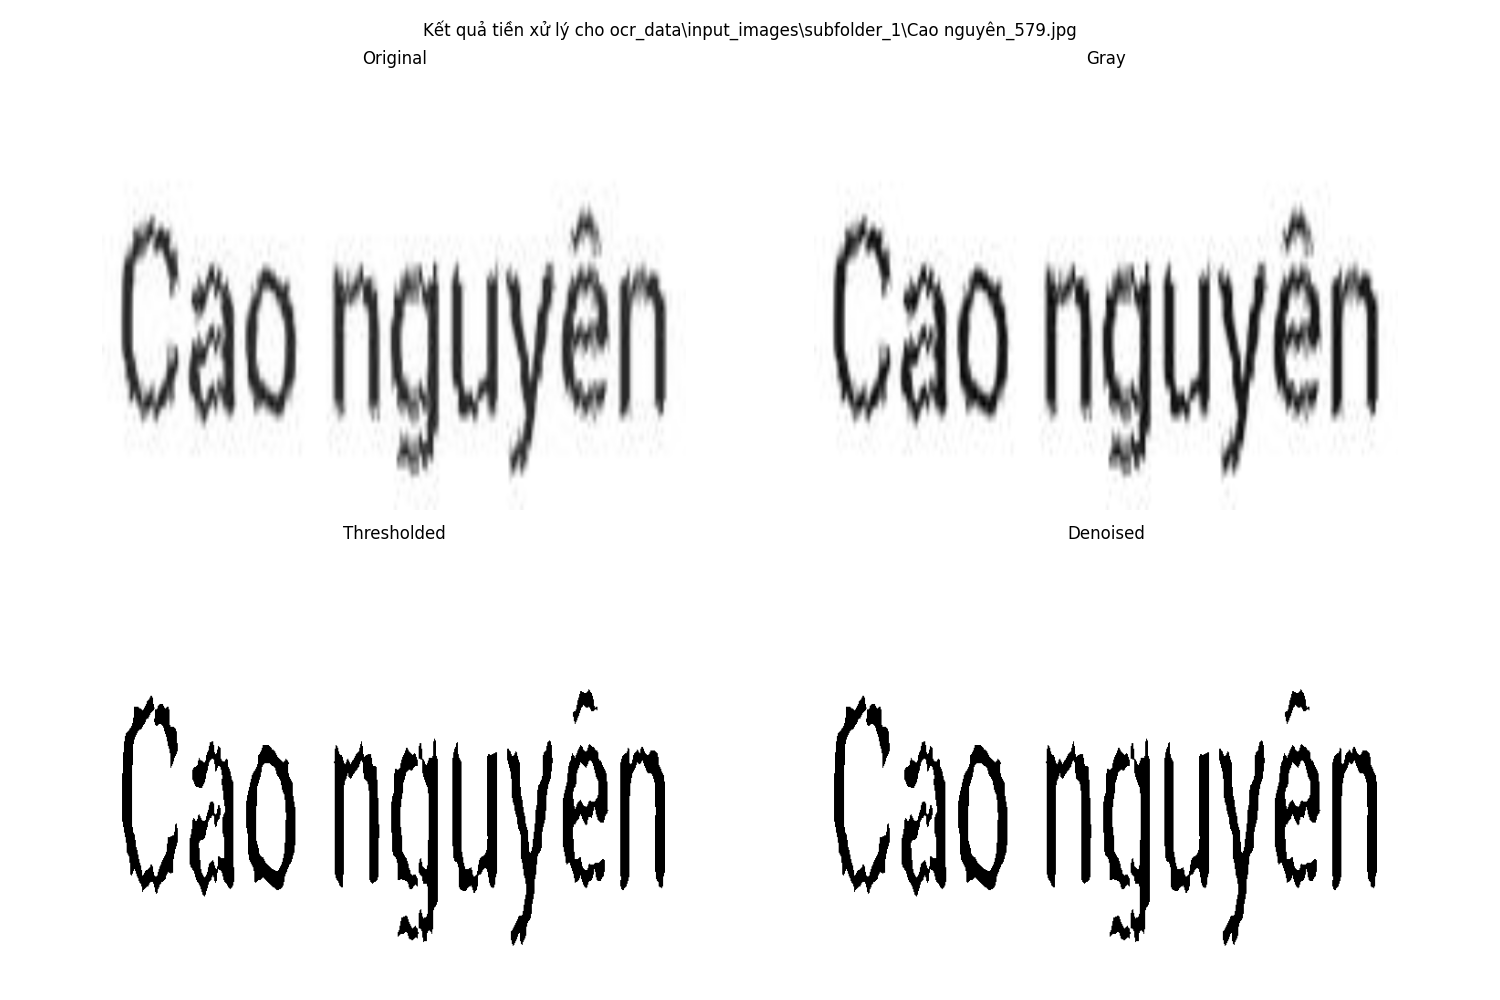 Kết quả tiền xử lý cho ocr_data\input_images\subfolder_1\Cao nguyên_579.jpg
Original
Gray
Cao nguyên
Cao nguyên
Thresholded
Denoised
Cao nguyên
Cao nguyên